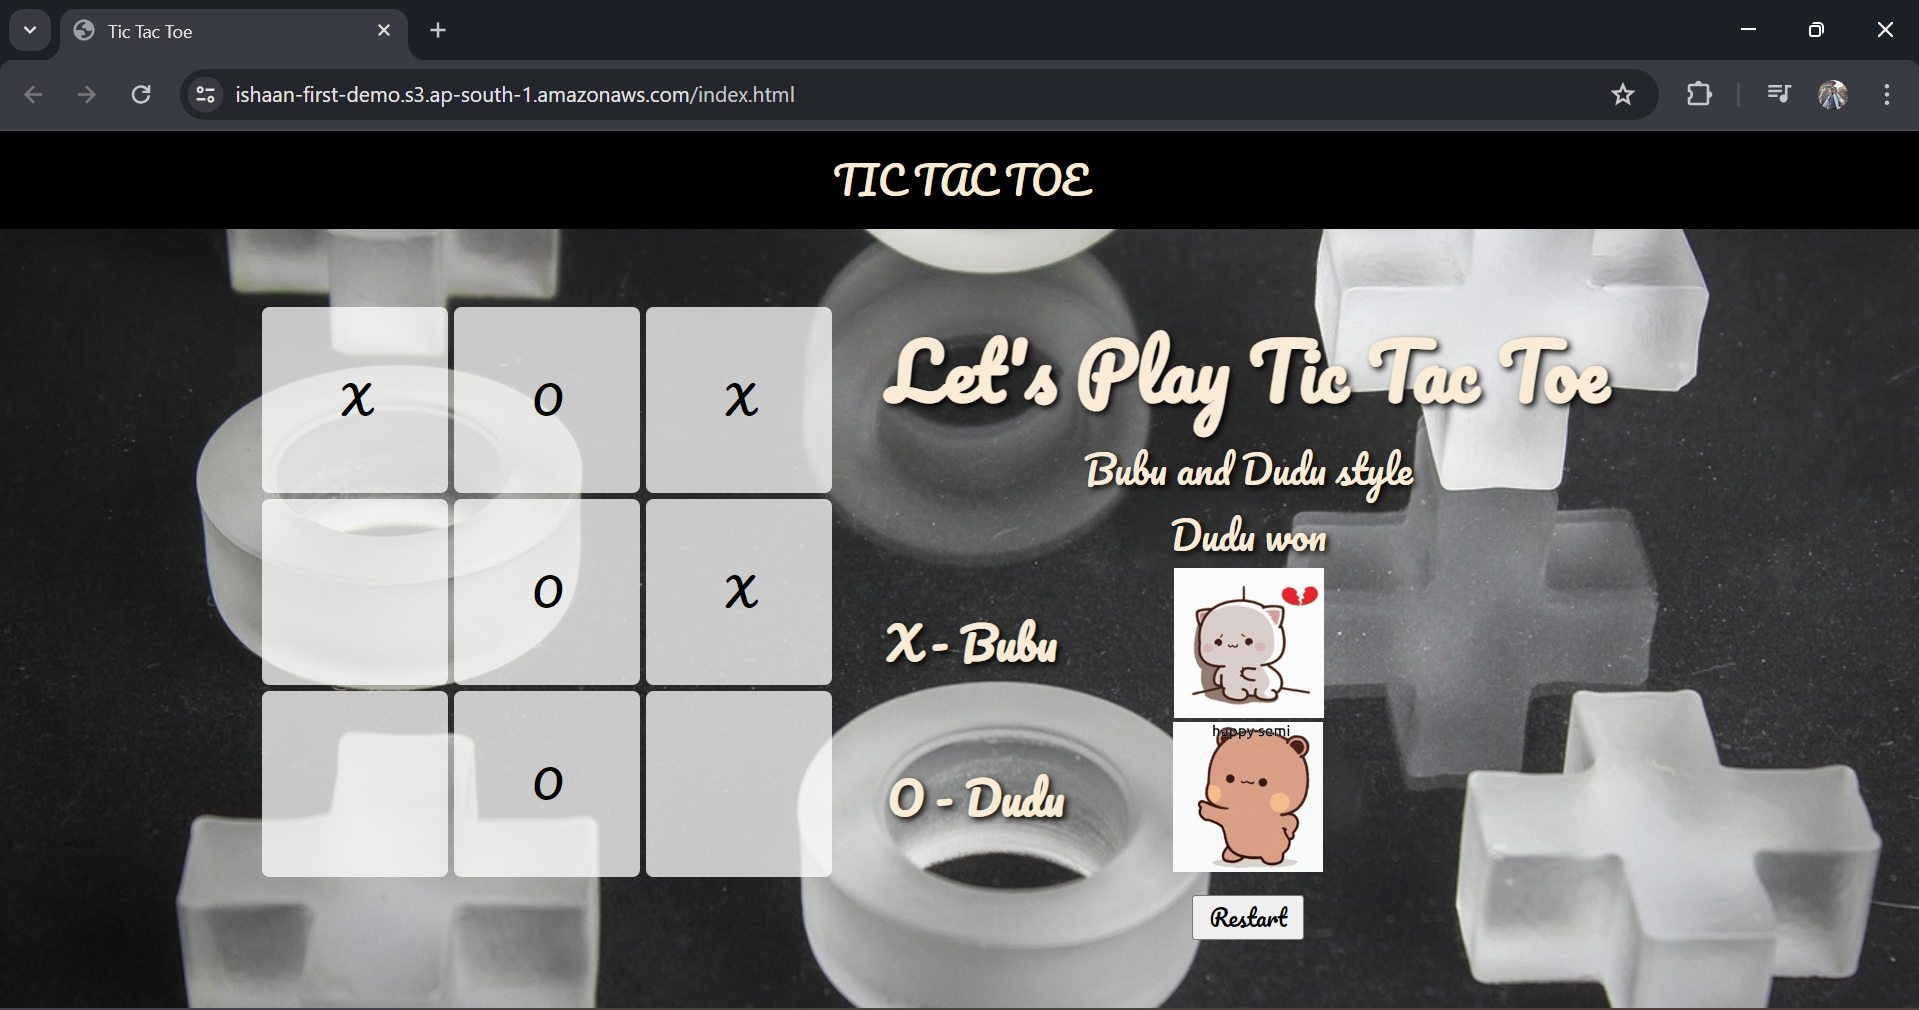 Tic Tac Toe
ishaan-first-demo.s3.ap-south-1.amazonaws.com/index.html
TIC TAC TOE
X O X
O X
O
Let's Play Tic Tac Toe
Bubu and Dudu style
Dudu won
X - Bubu
happy semi
O - Dudu
Restart